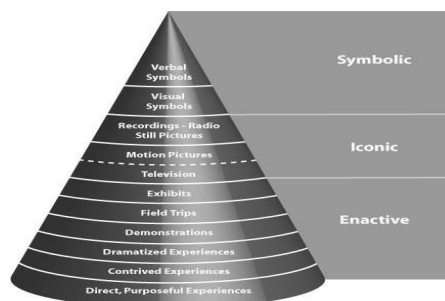 Verbal
Symbols
Visual
Symbols
Recordings - Radio
Still Pictures
Motion Pictures
Television
Exhibits
Field Trips
Demonstrations
Dramatized Experiences
Contrived Experiences
Direct, Purposeful Experiences
Symbolic
Iconic
Enactive